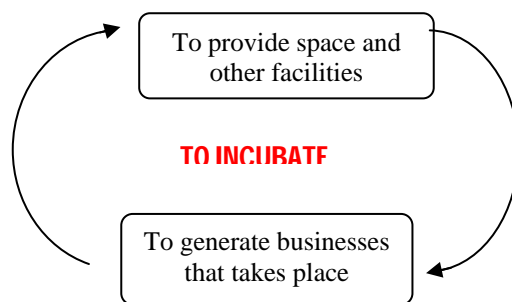 To provide space and
other facilities
TO INCUBATE
To generate businesses
that takes place